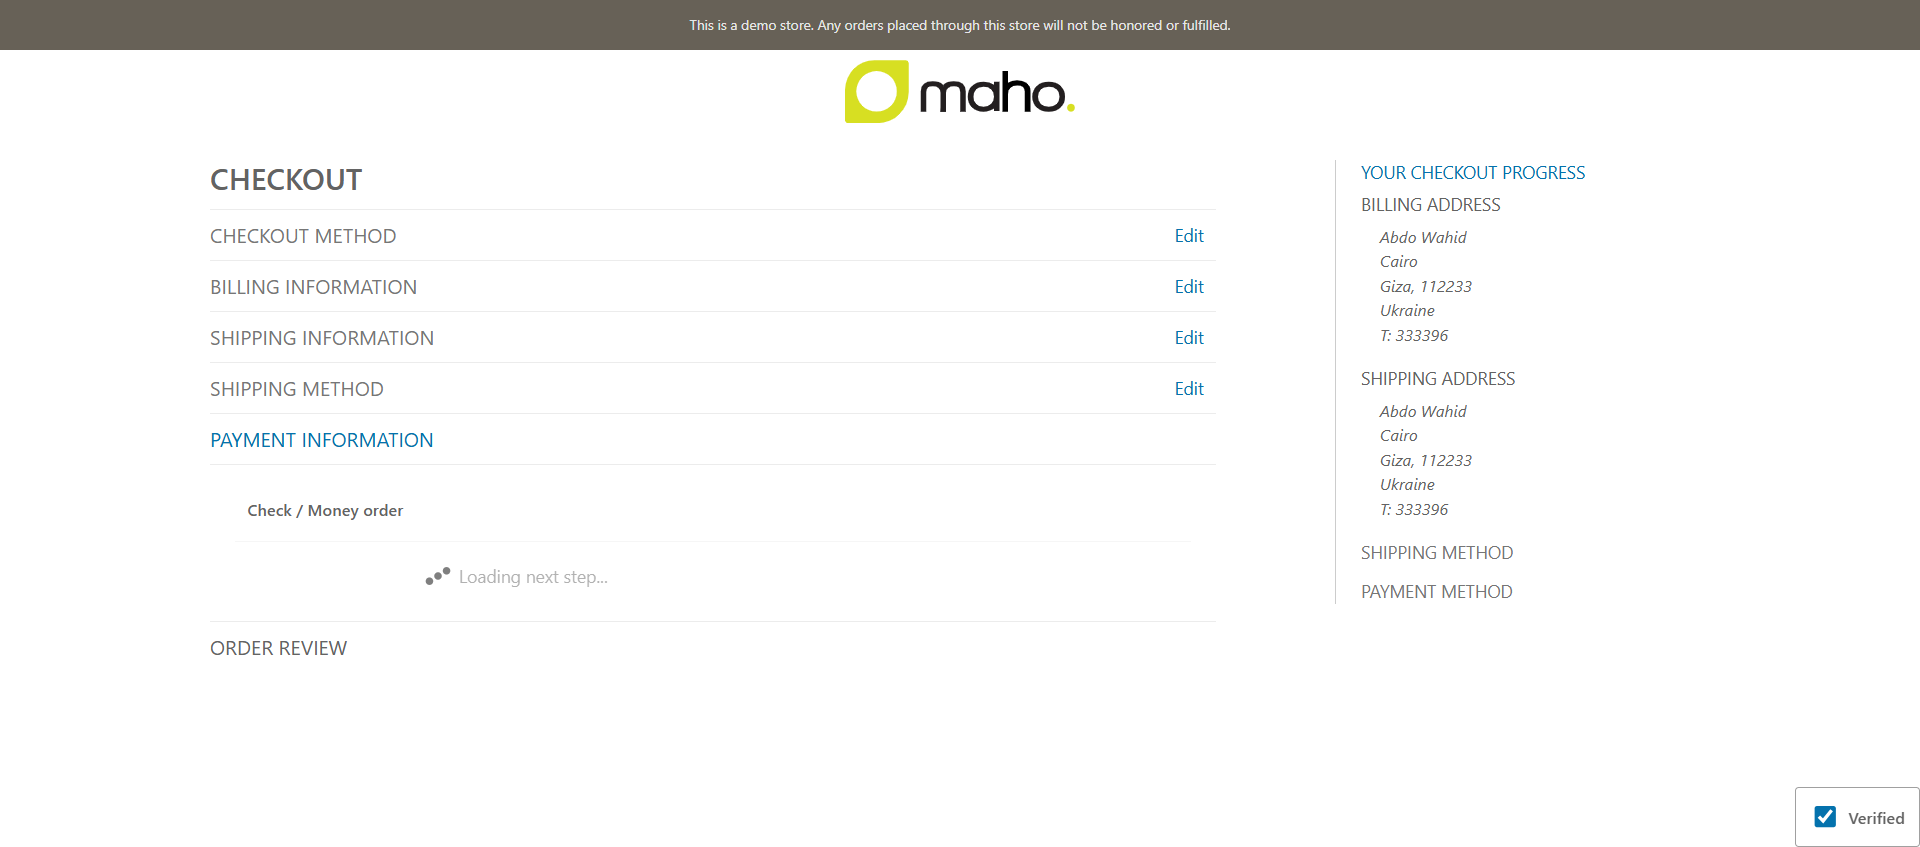 This is a demo store. Any orders placed through this store will not be honored or fulfilled.
maho.
CHECKOUT
CHECKOUT METHOD Edit
BILLING INFORMATION Edit
SHIPPING INFORMATION Edit
SHIPPING METHOD Edit
PAYMENT INFORMATION
Check / Money order
Loading next step...
ORDER REVIEW
YOUR CHECKOUT PROGRESS
BILLING ADDRESS
Abdo Wahid
Cairo
Giza, 112233
Ukraine
T: 333396
SHIPPING ADDRESS
Abdo Wahid
Cairo
Giza, 112233
Ukraine
T: 333396
SHIPPING METHOD
PAYMENT METHOD
Verified